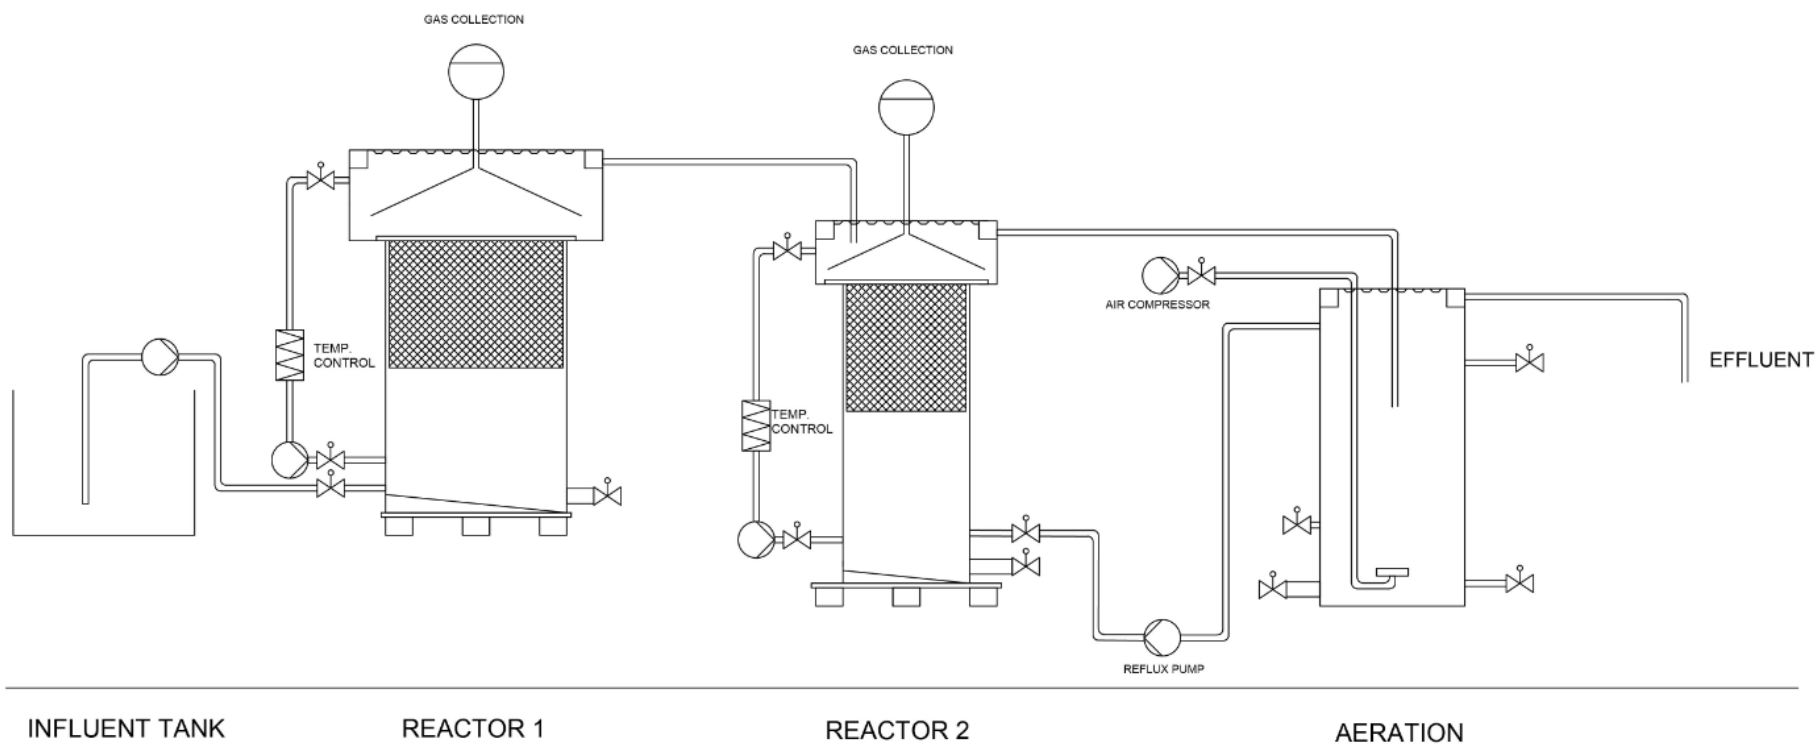 GAS COLLECTION
GAS COLLECTION
AIR COMPRESSOR
TEMP.
CONTROL
EFFLUENT
TEMP.
CONTROL
REFLUX PUMP
INFLUENT TANK
REACTOR 1
REACTOR 2
AERATION